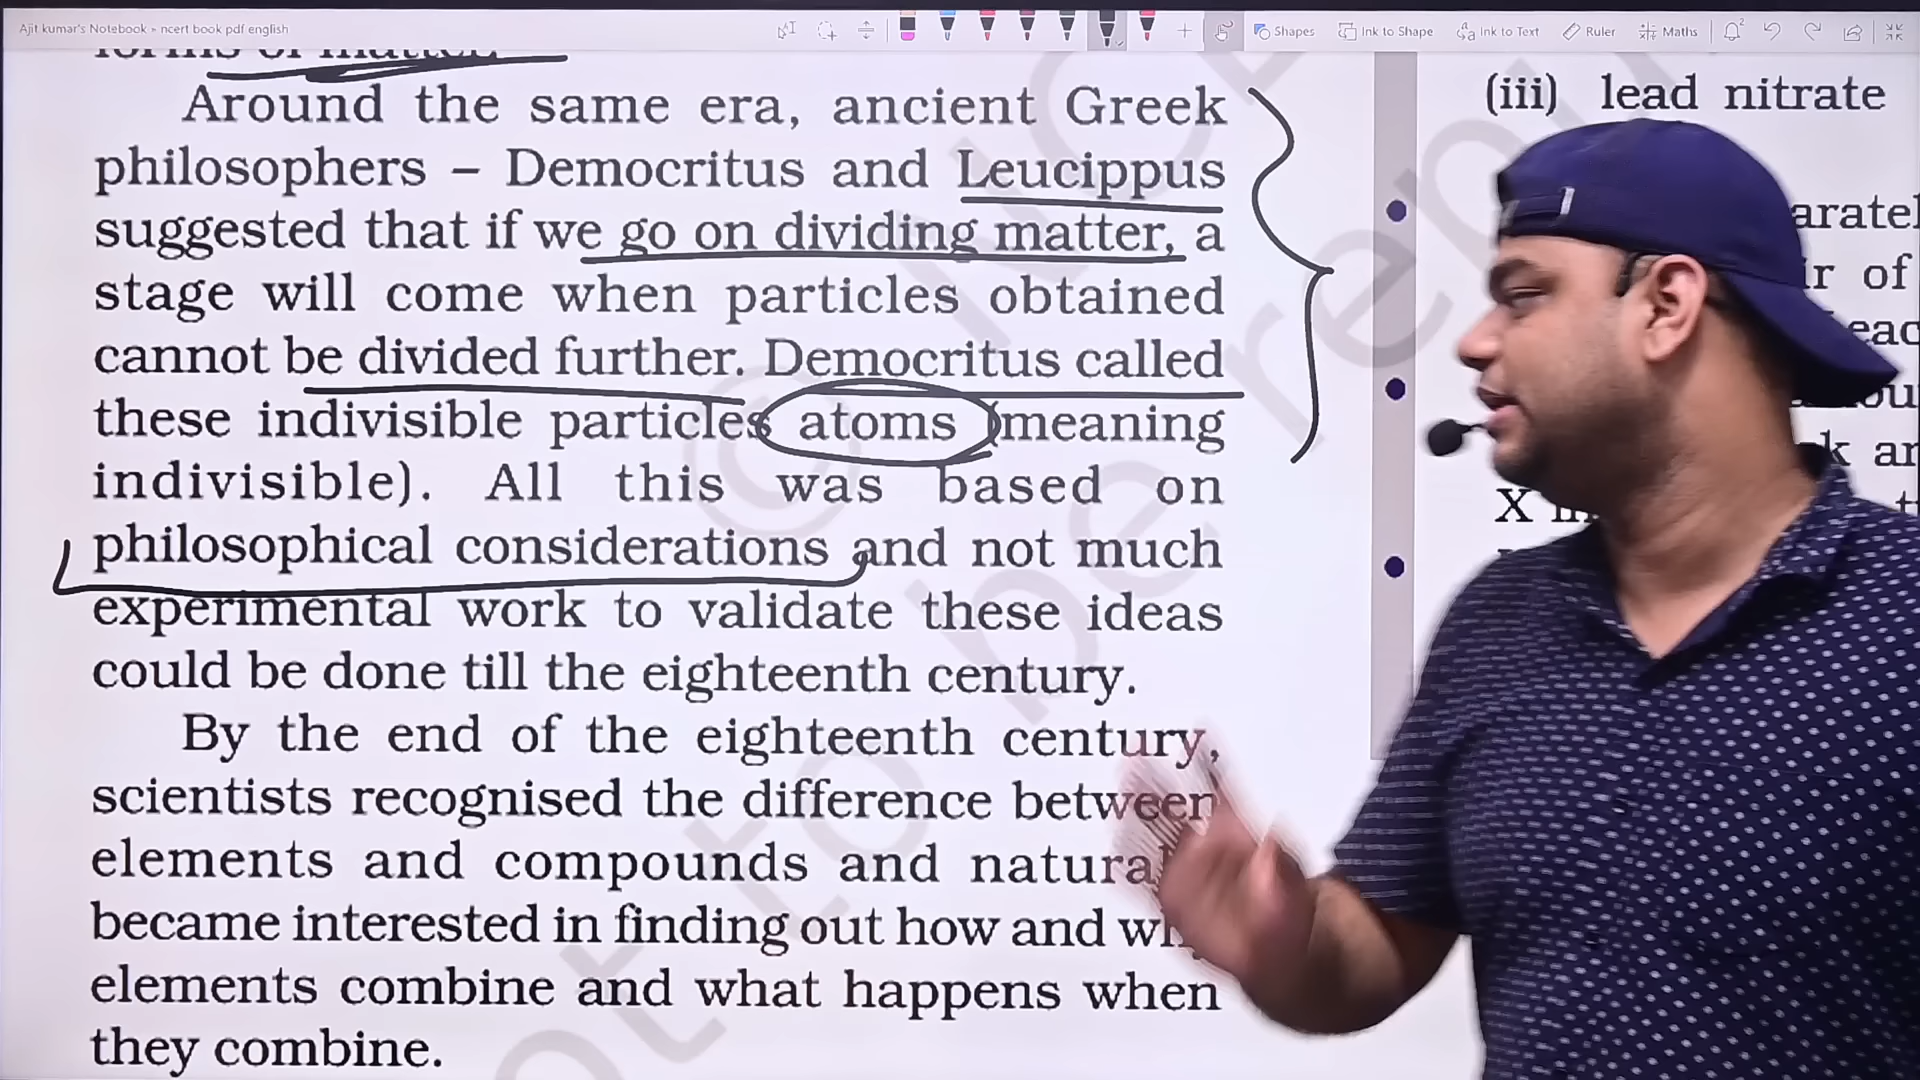 Ajit kumar's Notebook » ncert book pdf english
Shapes
Ink to Shape
Ink to Text
Ruler
Maths
forms of matter.
Around the same era, ancient Greek
philosophers – Democritus and Leucippus
suggested that if we go on dividing matter, a
stage will come when particles obtained
cannot be divided further. Democritus called
these indivisible particles atoms (meaning
indivisible). All this was based on
philosophical considerations and not much
experimental work to validate these ideas
could be done till the eighteenth century.
By the end of the eighteenth century,
scientists recognised the difference between
elements and compounds and
became interested in finding out how and
elements combine and what happens when
they combine.
(iii) lead nitrate
of
X